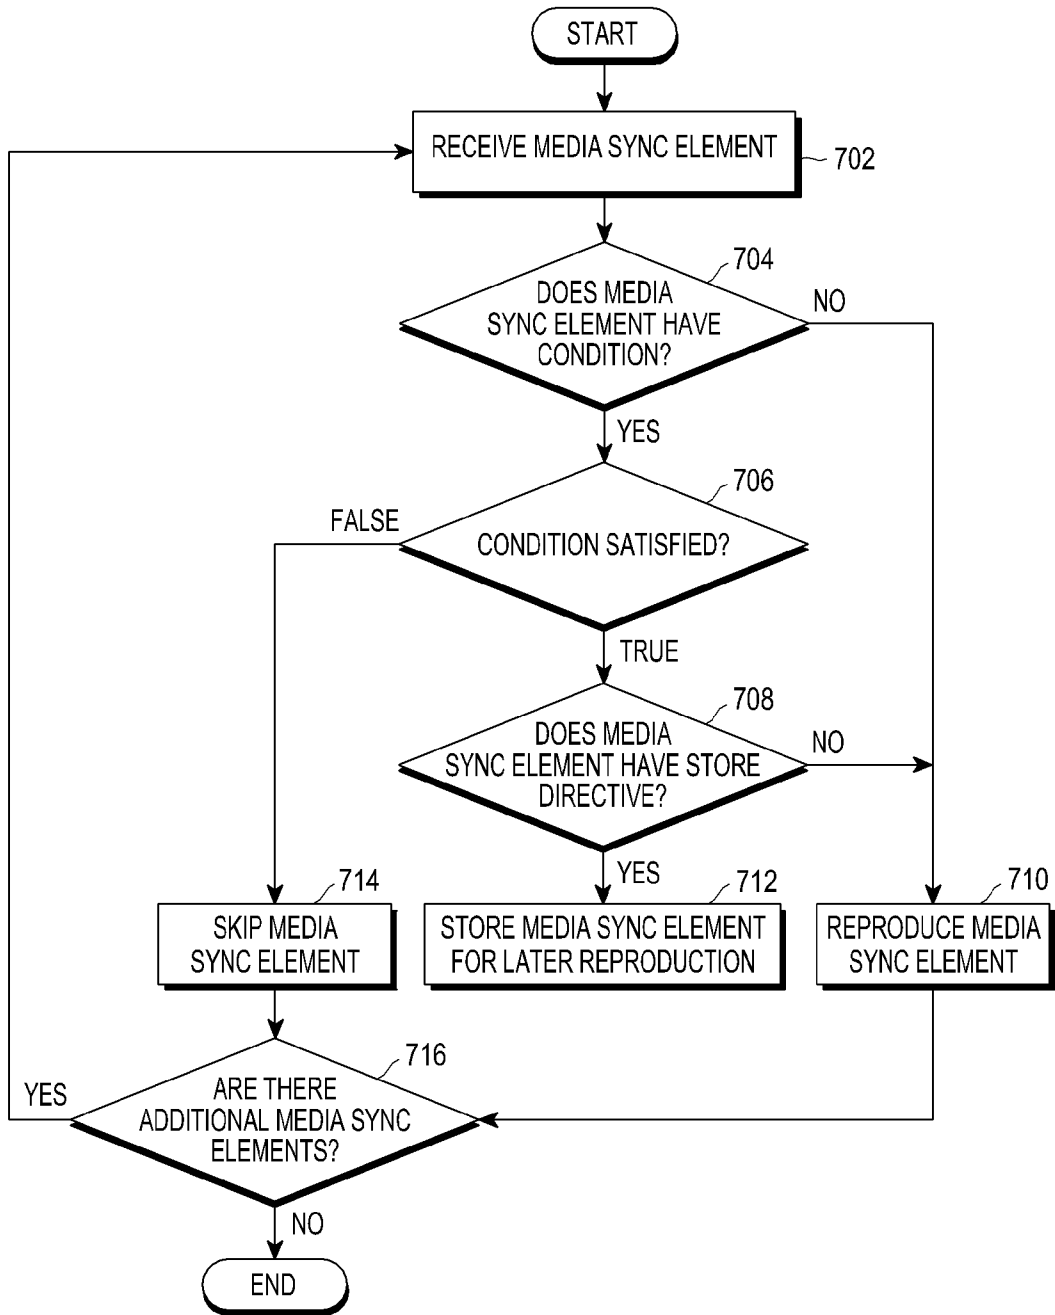 START
RECEIVE MEDIA SYNC ELEMENT
702
704
DOES MEDIA
SYNC ELEMENT HAVE
CONDITION?
NO
YES
706
FALSE
CONDITION SATISFIED?
TRUE
708
DOES MEDIA
SYNC ELEMENT HAVE STORE
DIRECTIVE?
NO
YES
714
SKIP MEDIA
SYNC ELEMENT
712
STORE MEDIA SYNC ELEMENT
FOR LATER REPRODUCTION
710
REPRODUCE MEDIA
SYNC ELEMENT
716
YES
ARE THERE
ADDITIONAL MEDIA SYNC
ELEMENTS?
NO
END